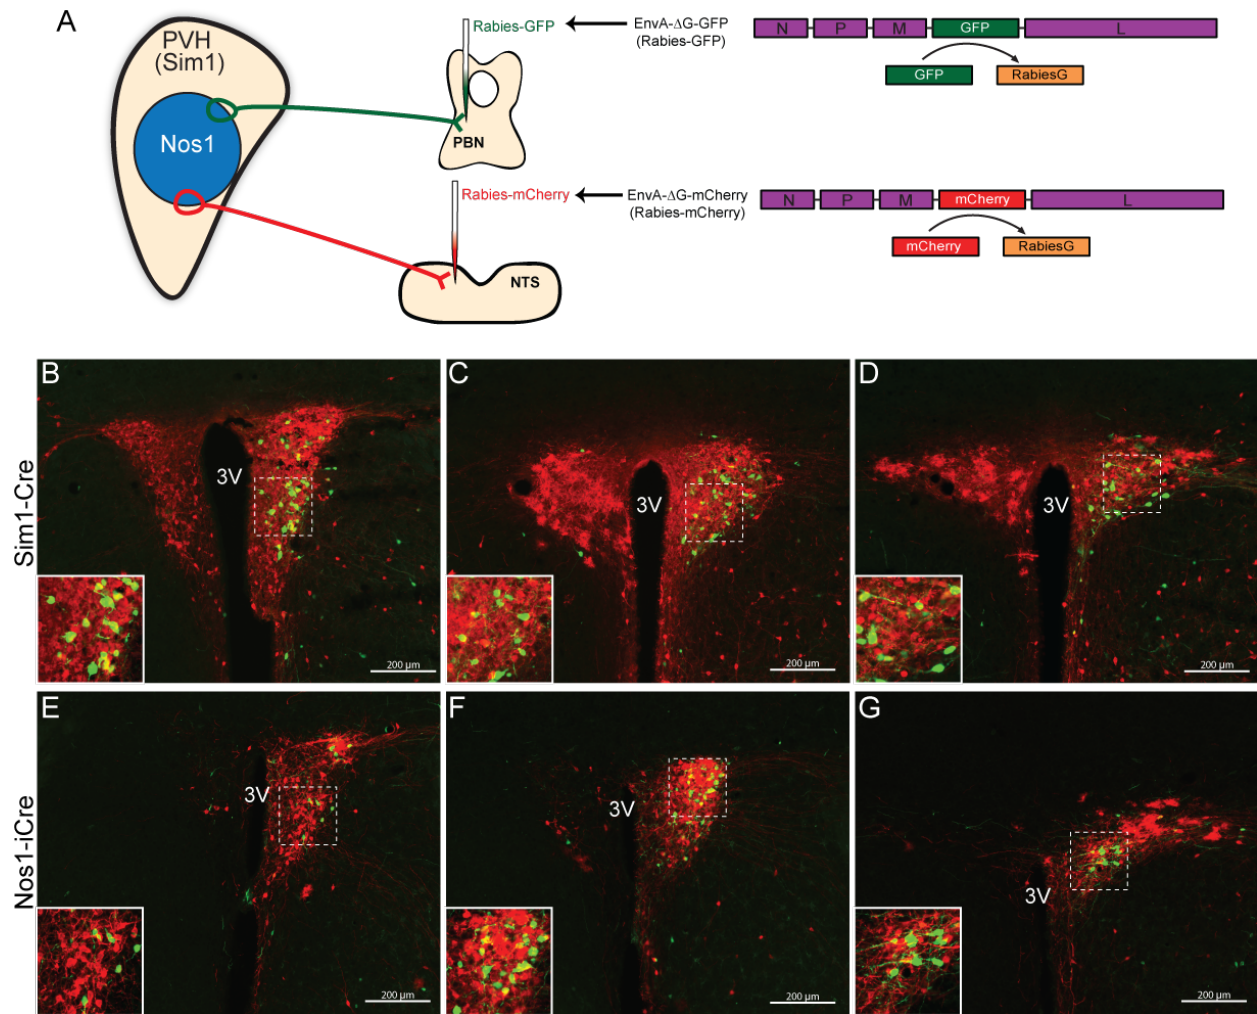 A
PVH
(Sim1)
Nos1
Rabies-GFP
EnvA-ΔG-GFP
(Rabies-GFP)
N P M GFP L
GFP RabiesG
PBN
Rabies-mCherry
EnvA-ΔG-mCherry
(Rabies-mCherry)
N P M mCherry L
mCherry RabiesG
NTS
Sim1-Cre
B
3V
200 µm
C
3V
200 µm
D
3V
200 µm
Nos1-iCre
E
3V
200 µm
F
3V
200 µm
G
3V
200 µm